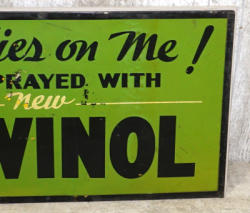 ies on Me!
PRAYED WITH
New
VINOL